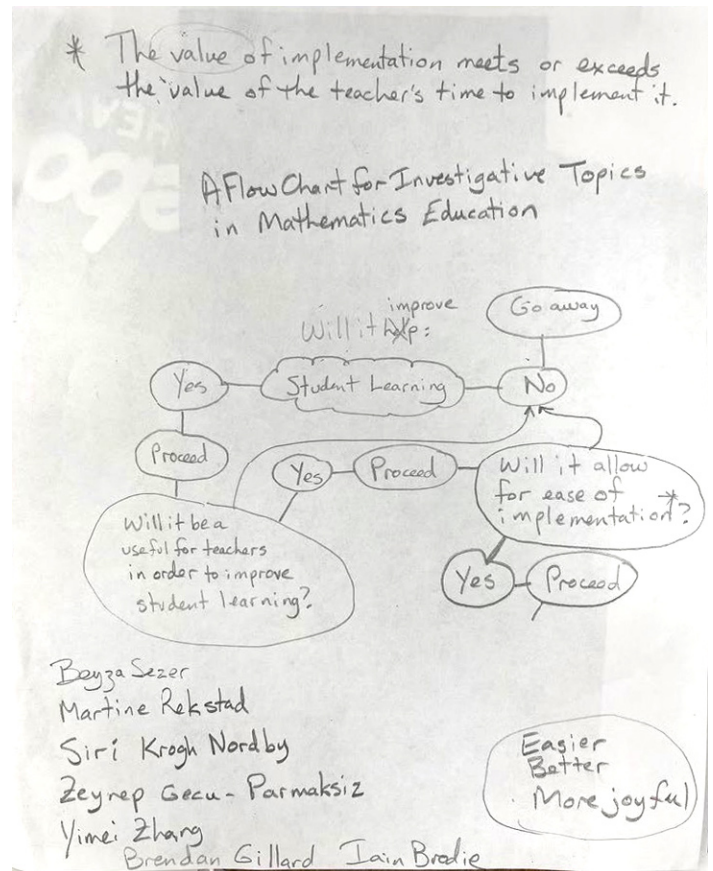 * The value of implementation meets or exceeds
the value of the teacher's time to implement it.
A Flow Chart for Investigative Topics
in Mathematics Education
improve
Will it help:
Go away
Yes
Student Learning
No
Proceed
Yes
Proceed
Will it allow
for ease of *
implementation?
Will it be a
useful for teachers
in order to improve
student learning?
Yes
Proceed
Beyza Sezer
Martine Rekstad
Siri Krogh Nordby
Zeynep Gecu-Parmaksiz
Yimei Zhang
Brendan Gillard Iain Brodie
Easier
Better
More joyful